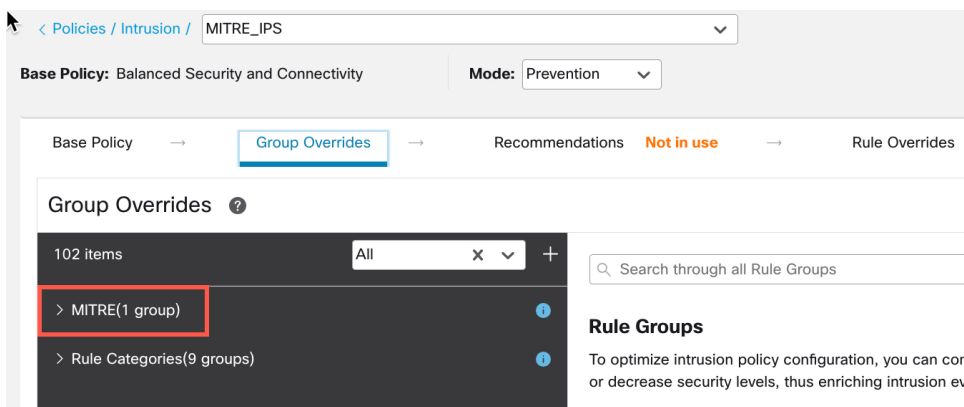 < Policies / Intrusion / MITRE_IPS
Base Policy: Balanced Security and Connectivity Mode: Prevention
Base Policy → Group Overrides → Recommendations Not in use → Rule Overrides
Group Overrides ?
102 items All X +
> MITRE(1 group) i
> Rule Categories(9 groups) i
Search through all Rule Groups
Rule Groups
To optimize intrusion policy configuration, you can
or decrease security levels, thus enriching intrusion